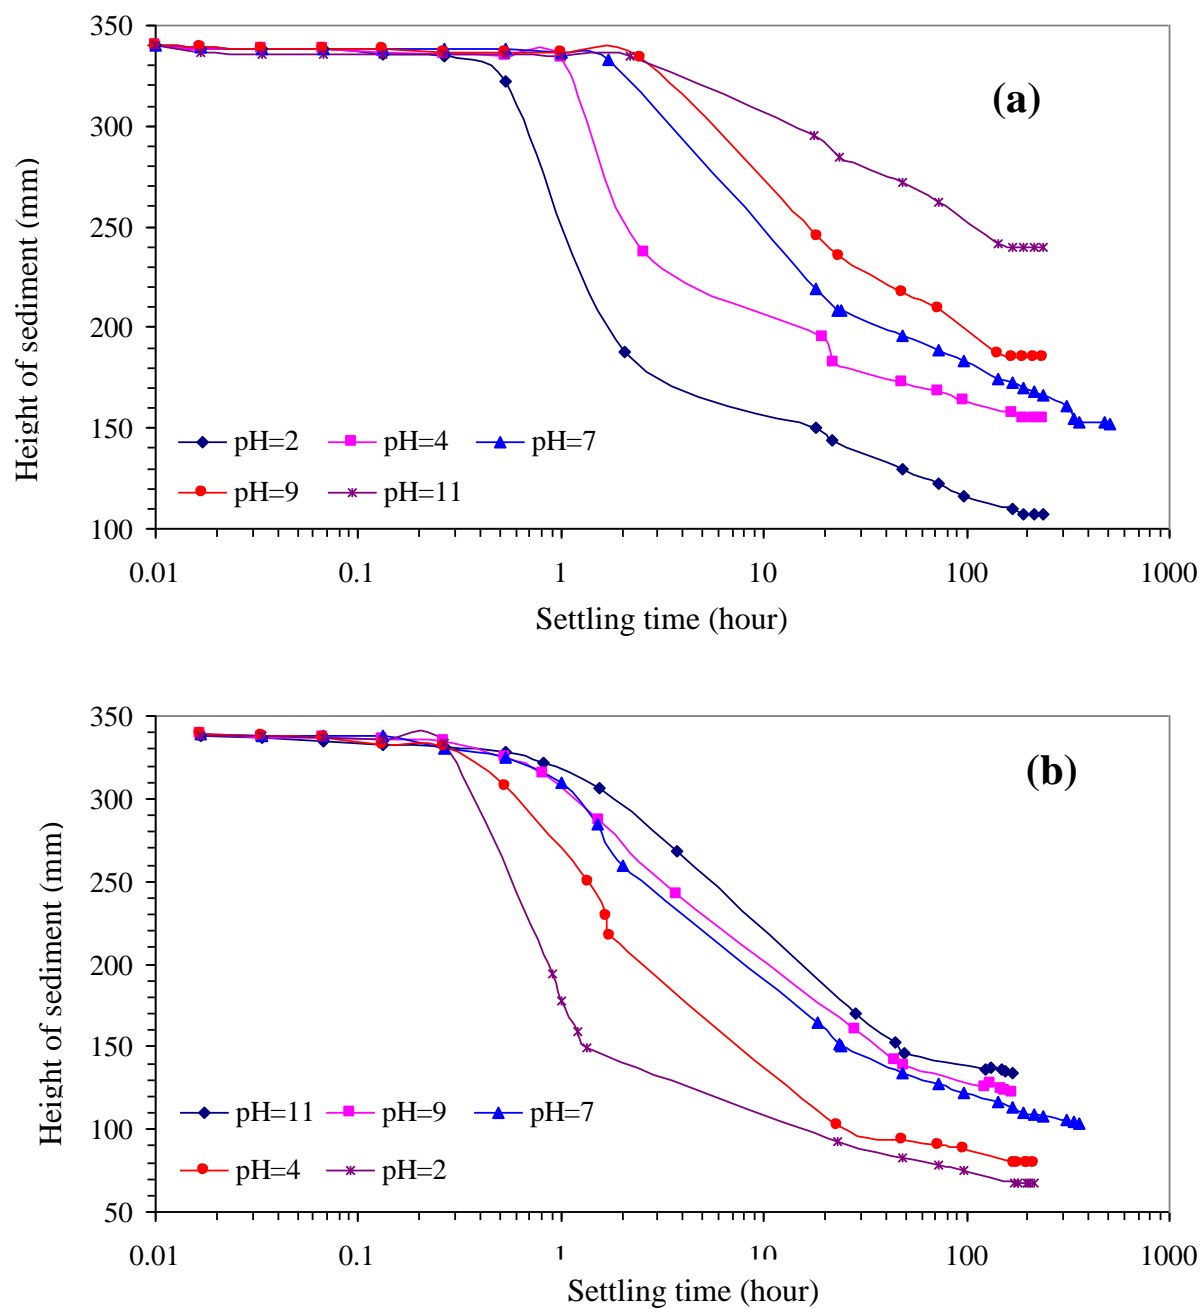 350
(a)
300
250
200
150
100
Height of sediment (mm)
pH=2 pH=4 pH=7
pH=9 pH=11
0.01 0.1 1 10 100 1000
Settling time (hour)
350
(b)
300
250
200
150
100
50
Height of sediment (mm)
pH=11 pH=9 pH=7
pH=4 pH=2
0.01 0.1 1 10 100 1000
Settling time (hour)